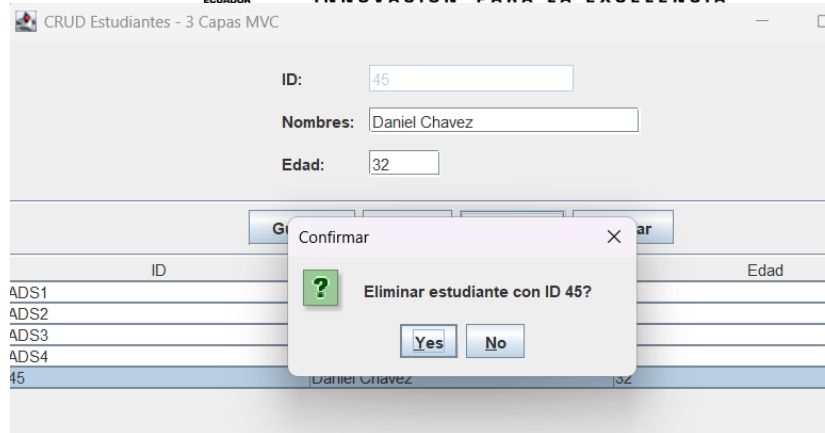 ECUADOR INNOVACIÓN PARA LA EXCELENCIA
CRUD Estudiantes - 3 Capas MVC
ID: 45
Nombres: Daniel Chavez
Edad: 32
Confirmar
ID Edad
Eliminar estudiante con ID 45?
Yes No
ADS1
ADS2
ADS3
ADS4
45 Daniel Chavez 32